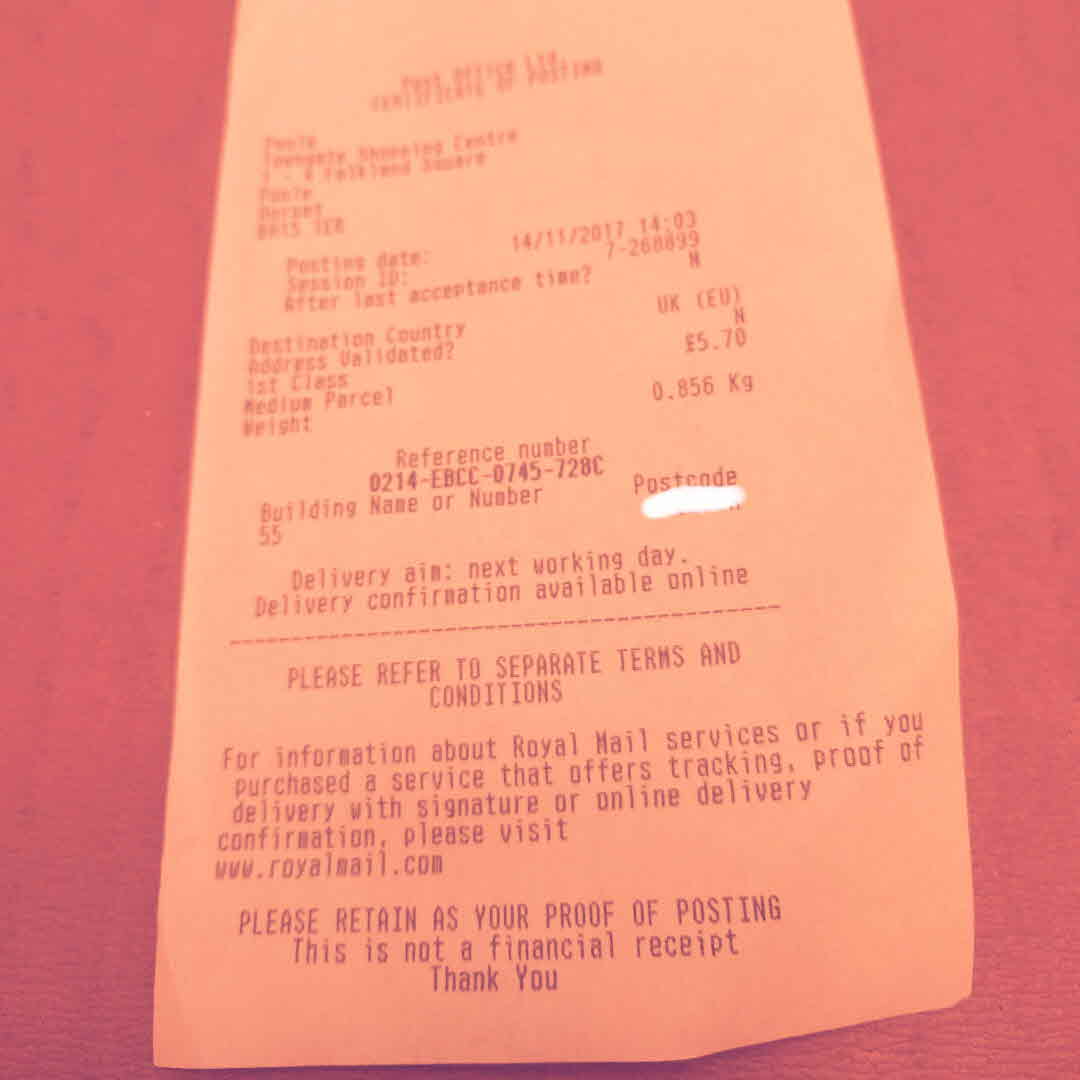 Post Office Ltd
CERTIFICATE OF POSTING
Poole
Shopping Centre
Falkland Square
Poole
Dorset
Posting date: 14/11/2017 14:03
Session ID: 7-268899
After last acceptance time? N
Destination Country UK (EU)
Address Validated? N
1st Class £5.70
Medium Parcel
Weight 0.856 Kg
Reference number
0214-EBCC-0745-728C
Building Name or Number Postcode
55
Delivery aim: next working day.
Delivery confirmation available online
PLEASE REFER TO SEPARATE TERMS AND
CONDITIONS
For information about Royal Mail services or if you
purchased a service that offers tracking, proof of
delivery with signature or online delivery
confirmation, please visit
www.royalmail.com
PLEASE RETAIN AS YOUR PROOF OF POSTING
This is not a financial receipt
Thank You